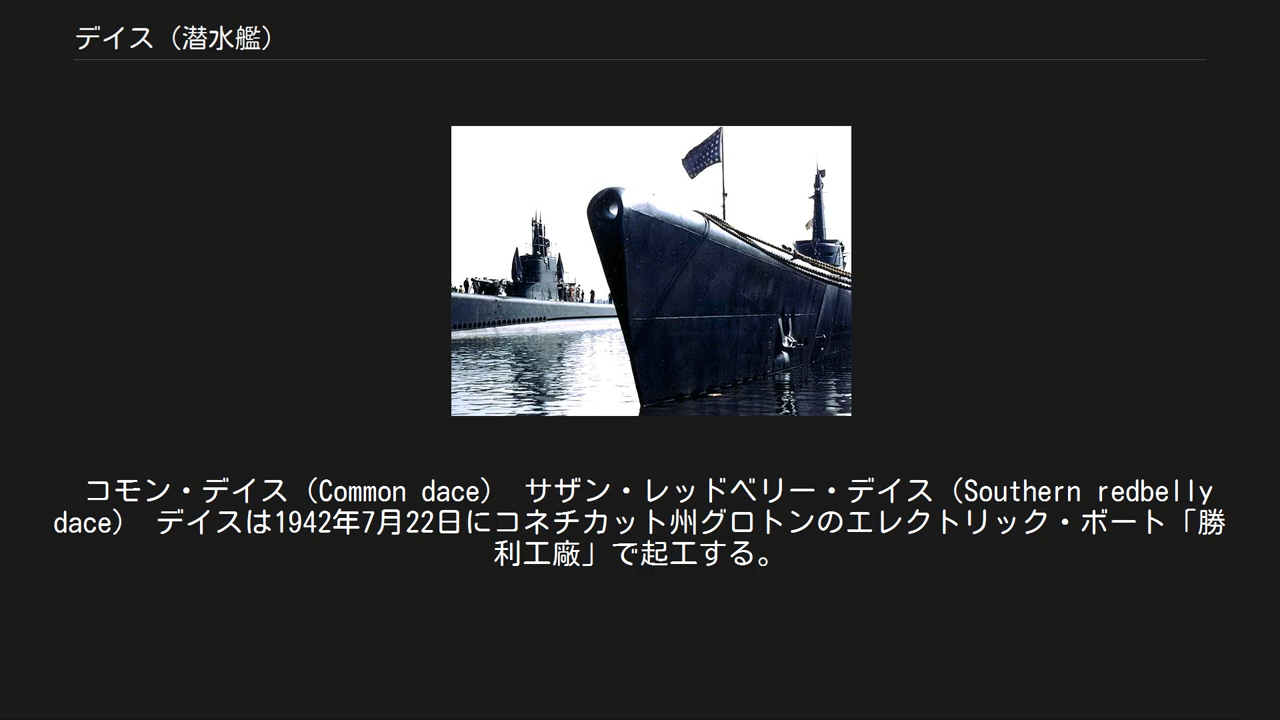 デイス（潜水艦）
コモン・デイス（Common dace）　サザン・レッドベリー・デイス（Southern redbelly
dace）　デイスは1942年7月22日にコネチカット州グロトンのエレクトリック・ボート「勝
利工廠」で起工する。